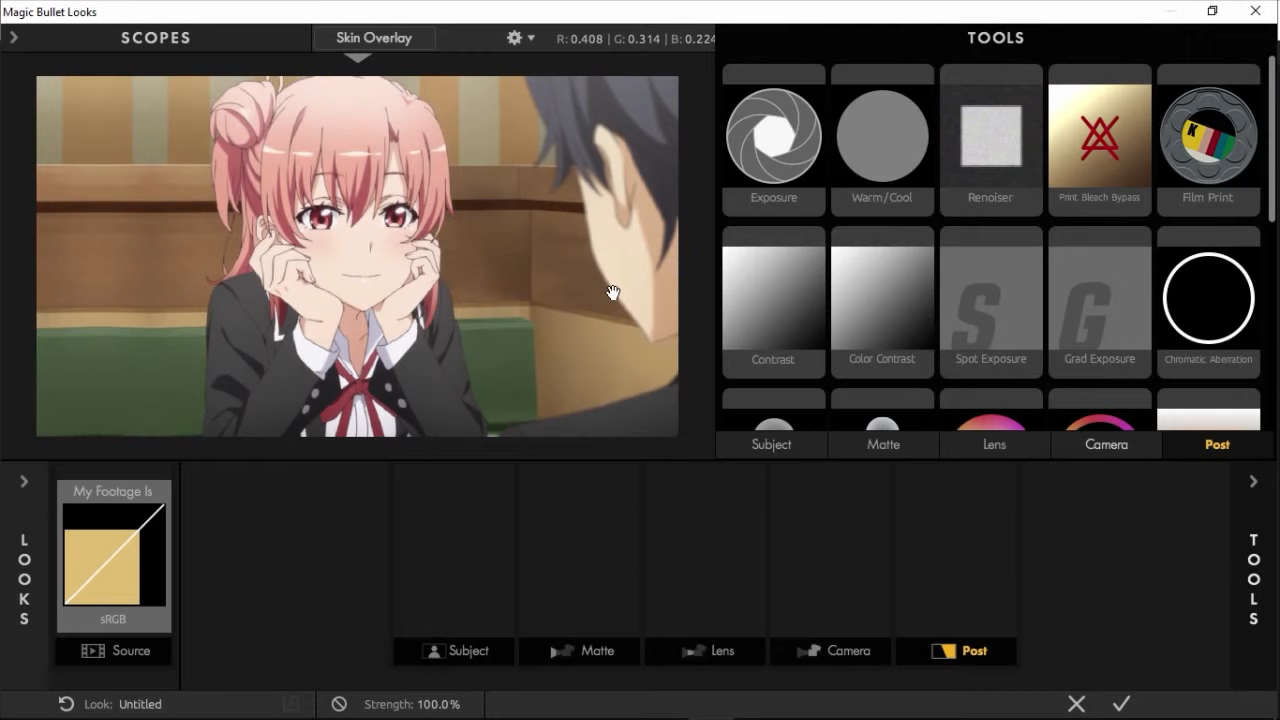 Magic Bullet Looks
SCOPES
Skin Overlay
R: 0.408 | G: 0.314 | B: 0.224
TOOLS
Exposure
Warm/Cool
Renoiser
Print Bleach Bypass
K
Film Print
Contrast
Color Contrast
S
Spot Exposure
G
Grad Exposure
Chromatic Aberration
Subject
Matte
Lens
Camera
Post
LOOKS
My Footage Is
sRGB
Source
Subject
Matte
Lens
Camera
Post
TOOLS
Look: Untitled
Strength: 100.0%